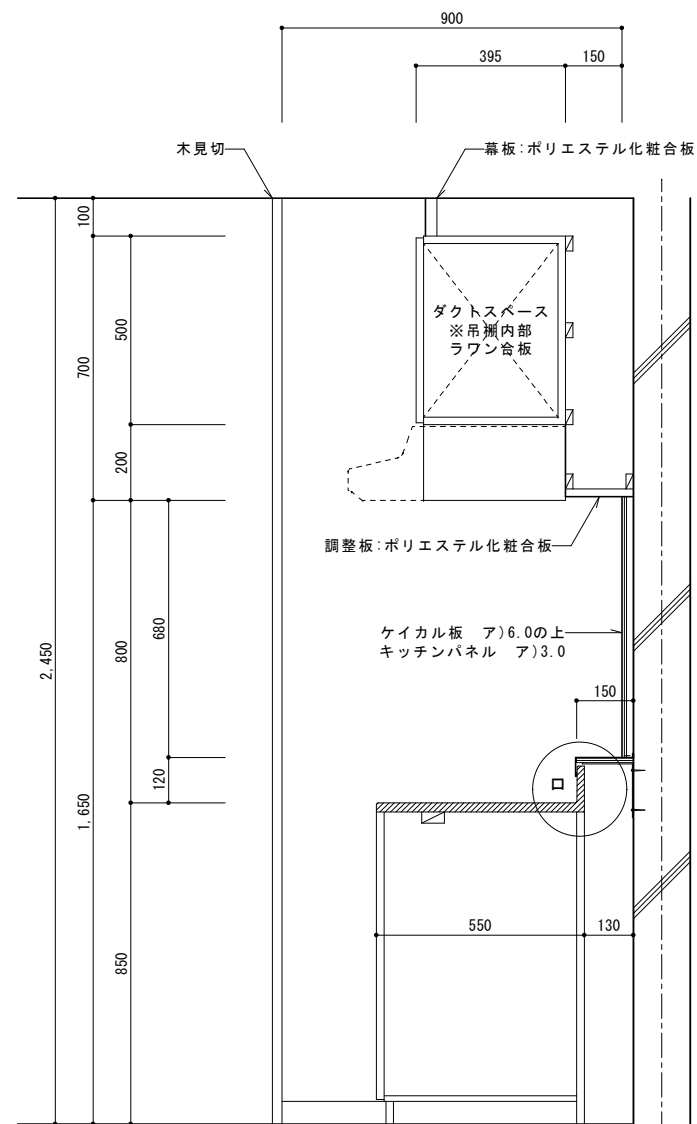 900
395
150
木見切
幕板:ポリエステル化粧合板
100
500
700
ダクトスペース
※吊棚内部
ラワン合板
200
調整板:ポリエステル化粧合板
680
800
2,450
ケイカル板 ア)6.0の上
キッチンパネル ア)3.0
150
120
1,650
ロ
550
130
850